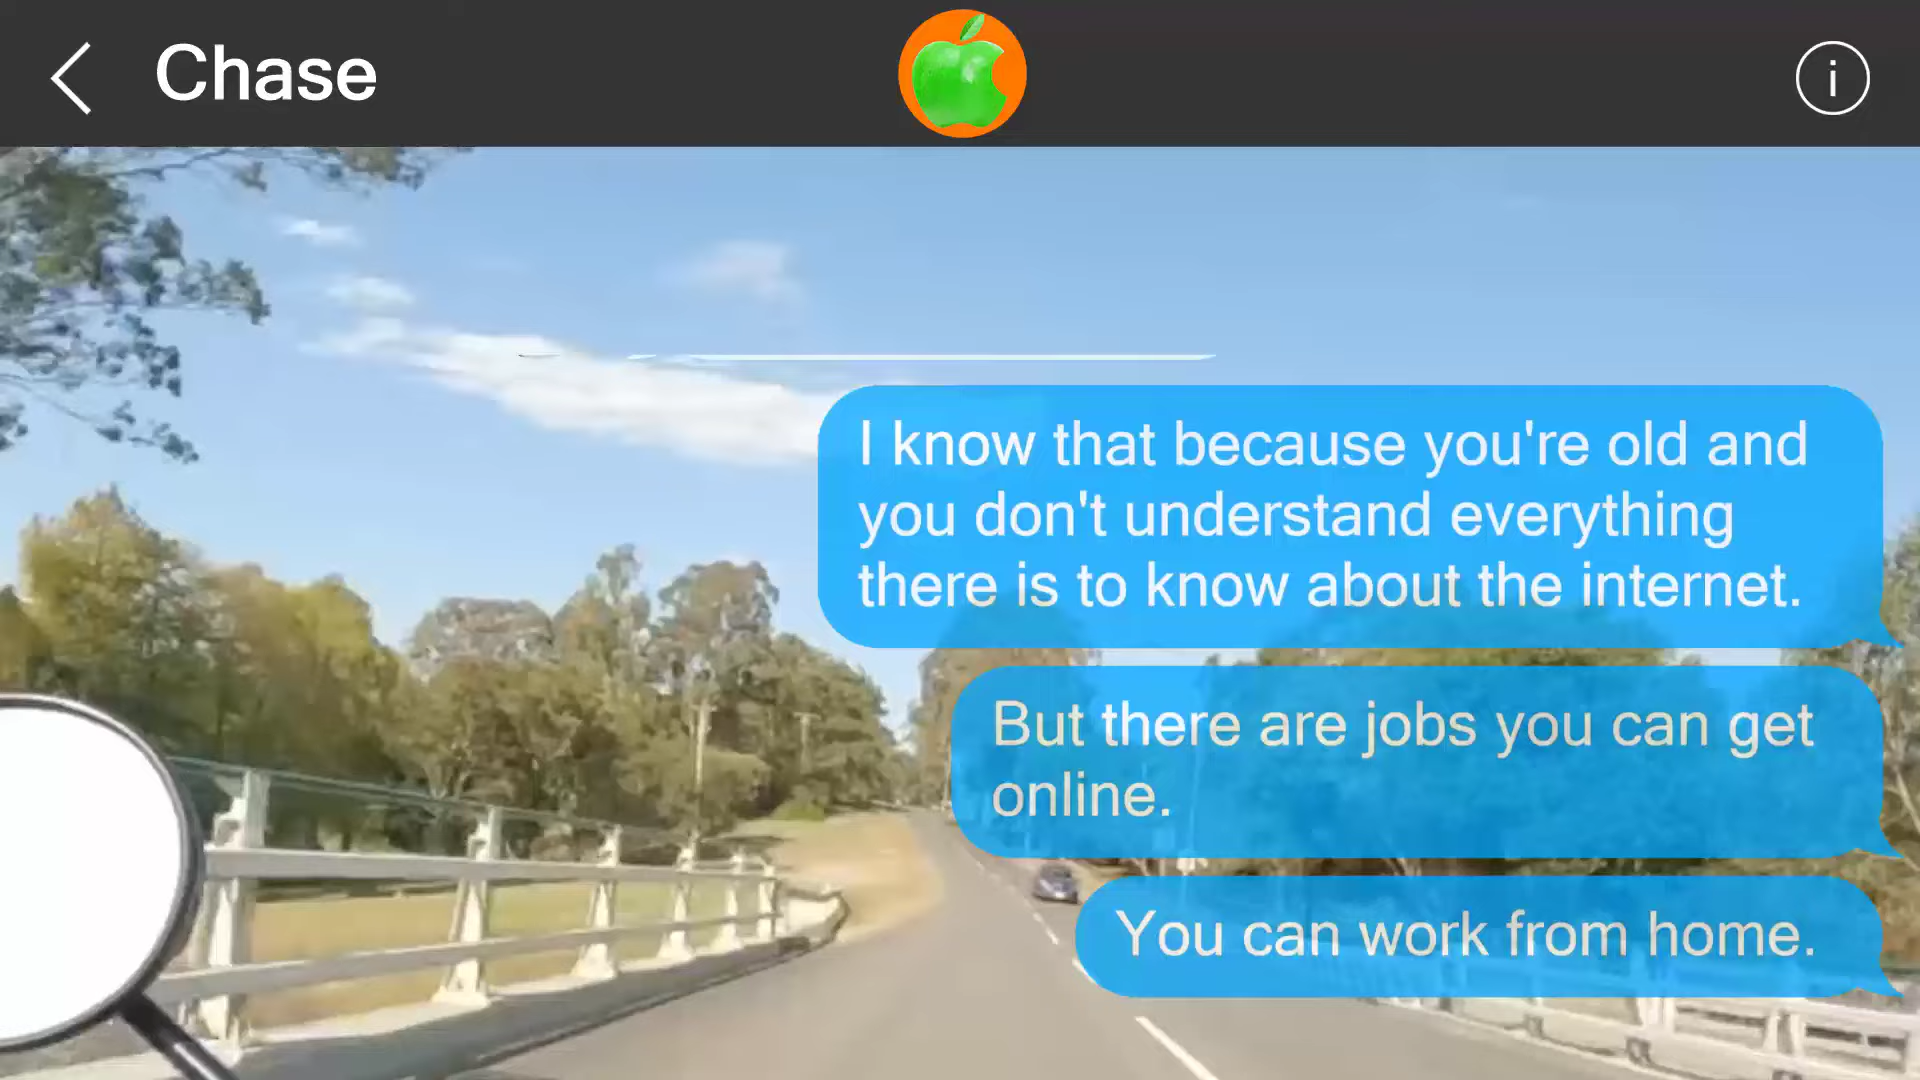 Chase
i
I know that because you're old and
you don't understand everything
there is to know about the internet.
But there are jobs you can get
online.
You can work from home.